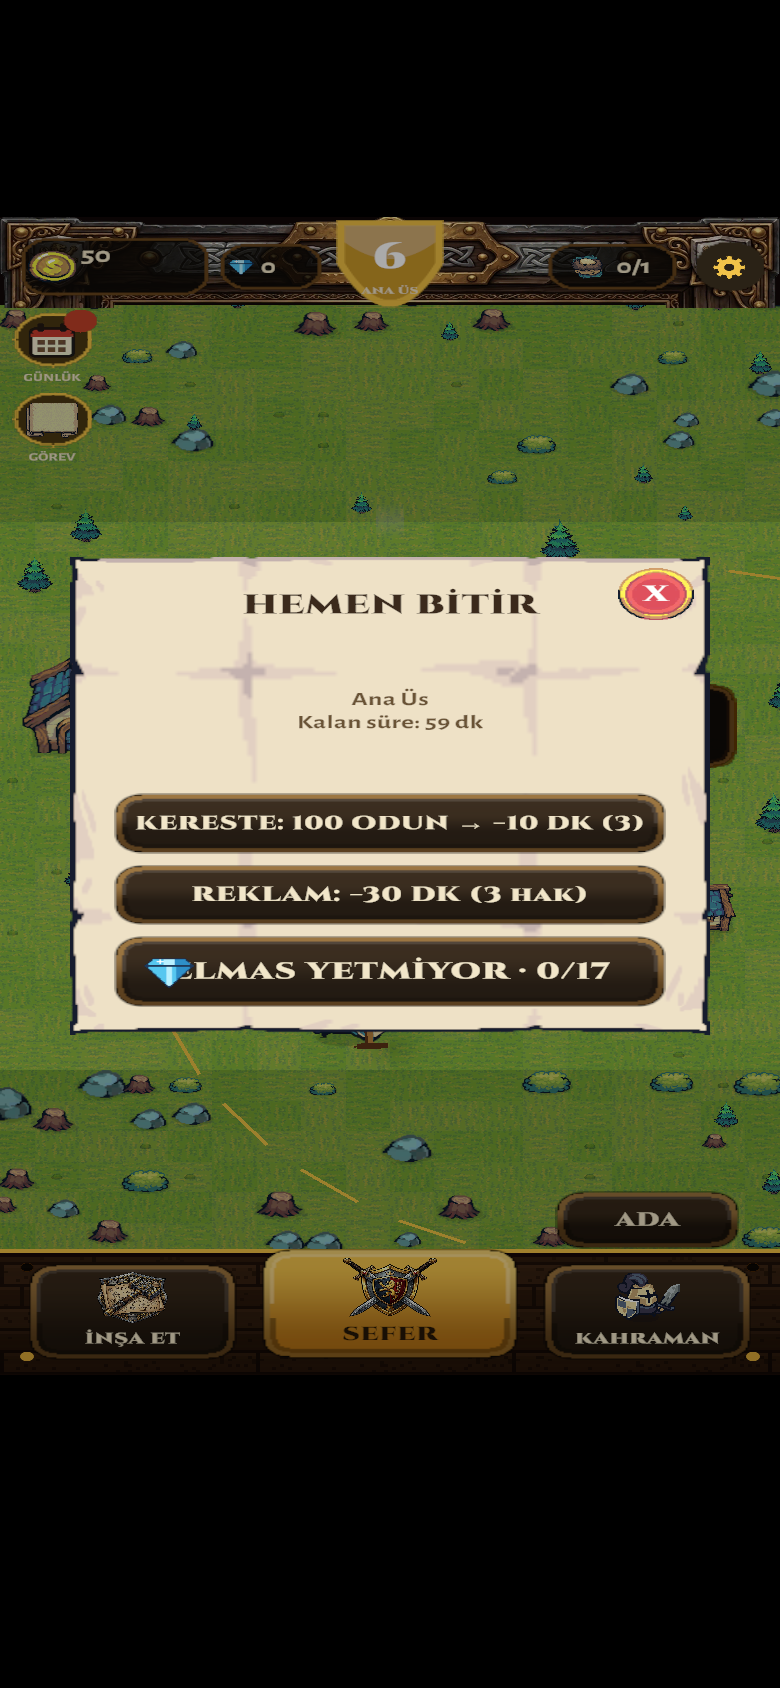 50
0
6
ANA ÜS
0/1
GÜNLÜK
GÖREV
HEMEN BİTİR
X
Ana Üs
Kalan süre: 59 dk
KERESTE: 100 ODUN → -10 DK (3)
REKLAM: -30 DK (3 HAK)
ELMAS YETMİYOR · 0/17
ADA
İNŞA ET
SEFER
KAHRAMAN